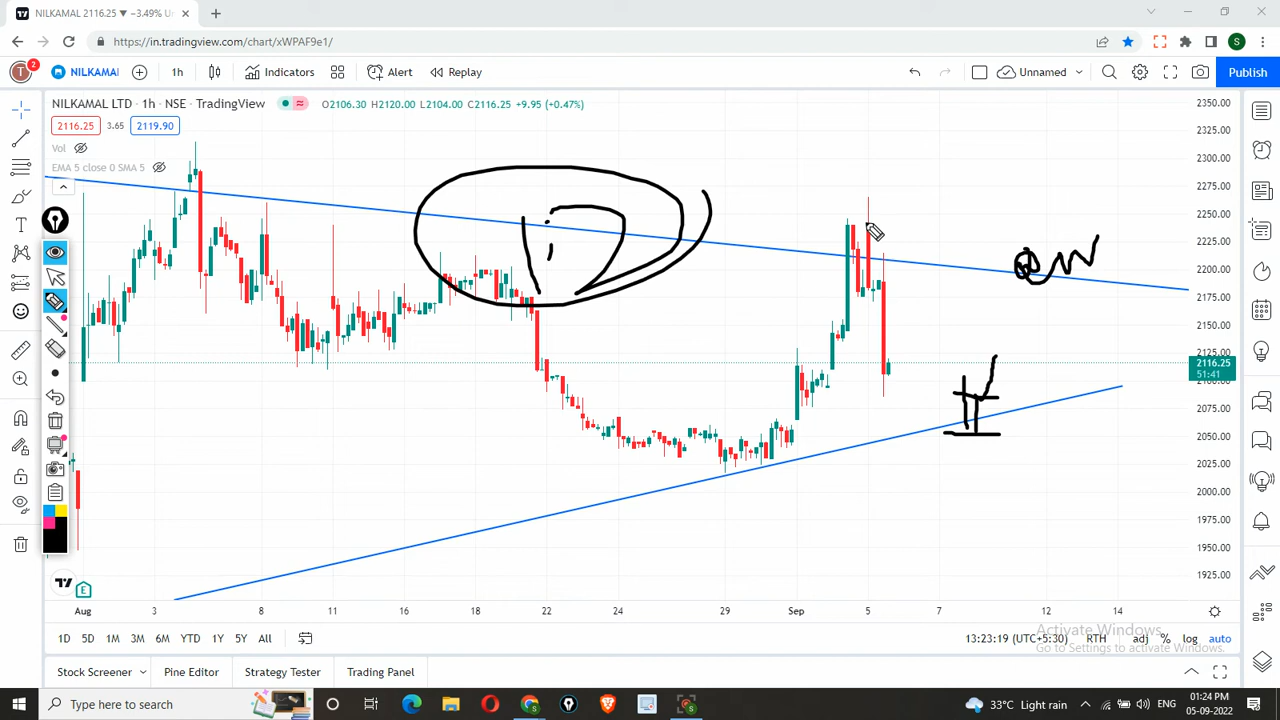 NILKAMAL 2116.25 ▼ −3.49% Unnamed
https://in.tradingview.com/chart/xWPAF9e1/
T 2 NILKAMAL 1h Indicators Alert Replay Unnamed Publish
NILKAMAL LTD · 1h · NSE · TradingView O2106.30 H2120.00 L2104.00 C2116.25 +9.95 (+0.47%)
2116.25 3.65 2119.90
Vol
EMA 5 close 0 SMA 5
2350.00
2325.00
2300.00
2275.00
2250.00
2225.00
2200.00
2175.00
2150.00
2125.00
2116.25
51:41
2100.00
2075.00
2050.00
2025.00
2000.00
1975.00
1950.00
1925.00
E
Aug 3 8 11 16 18 22 24 29 Sep 5 7 12 14
Activate Windows
1D 5D 1M 3M 6M YTD 1Y 5Y All 13:23:19 (UTC+5:30) RTH adj % log auto
Go to Settings to activate Windows.
Stock Screener Pine Editor Strategy Tester Trading Panel
Type here to search 33°C Light rain ENG 01:24 PM
05-09-2022